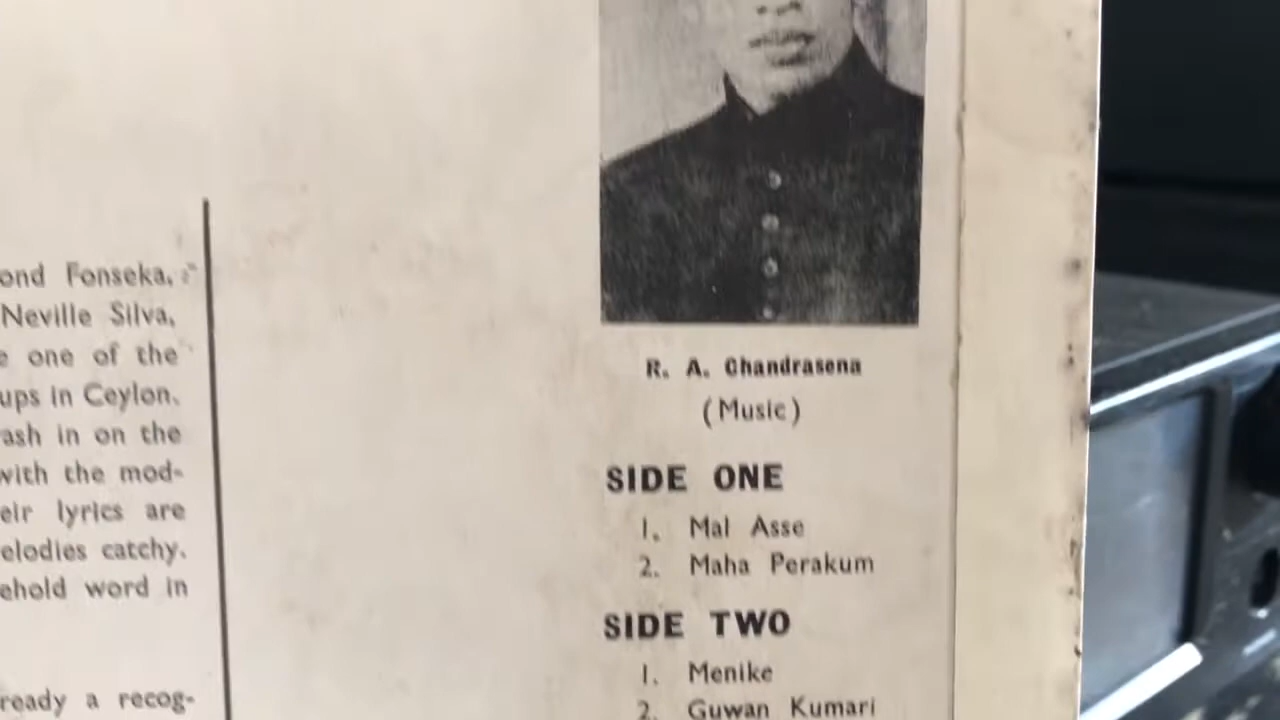 ond Fonseka,
Neville Silva,
e one of the
ups in Ceylon.
ash in on the
with the mod-
eir lyrics are
elodies catchy.
ehold word in
ready a recog-
R. A. Chandrasena
(Music)
SIDE ONE
1. Mal Asse
2. Maha Perakum
SIDE TWO
1. Menike
2. Guwan Kumari